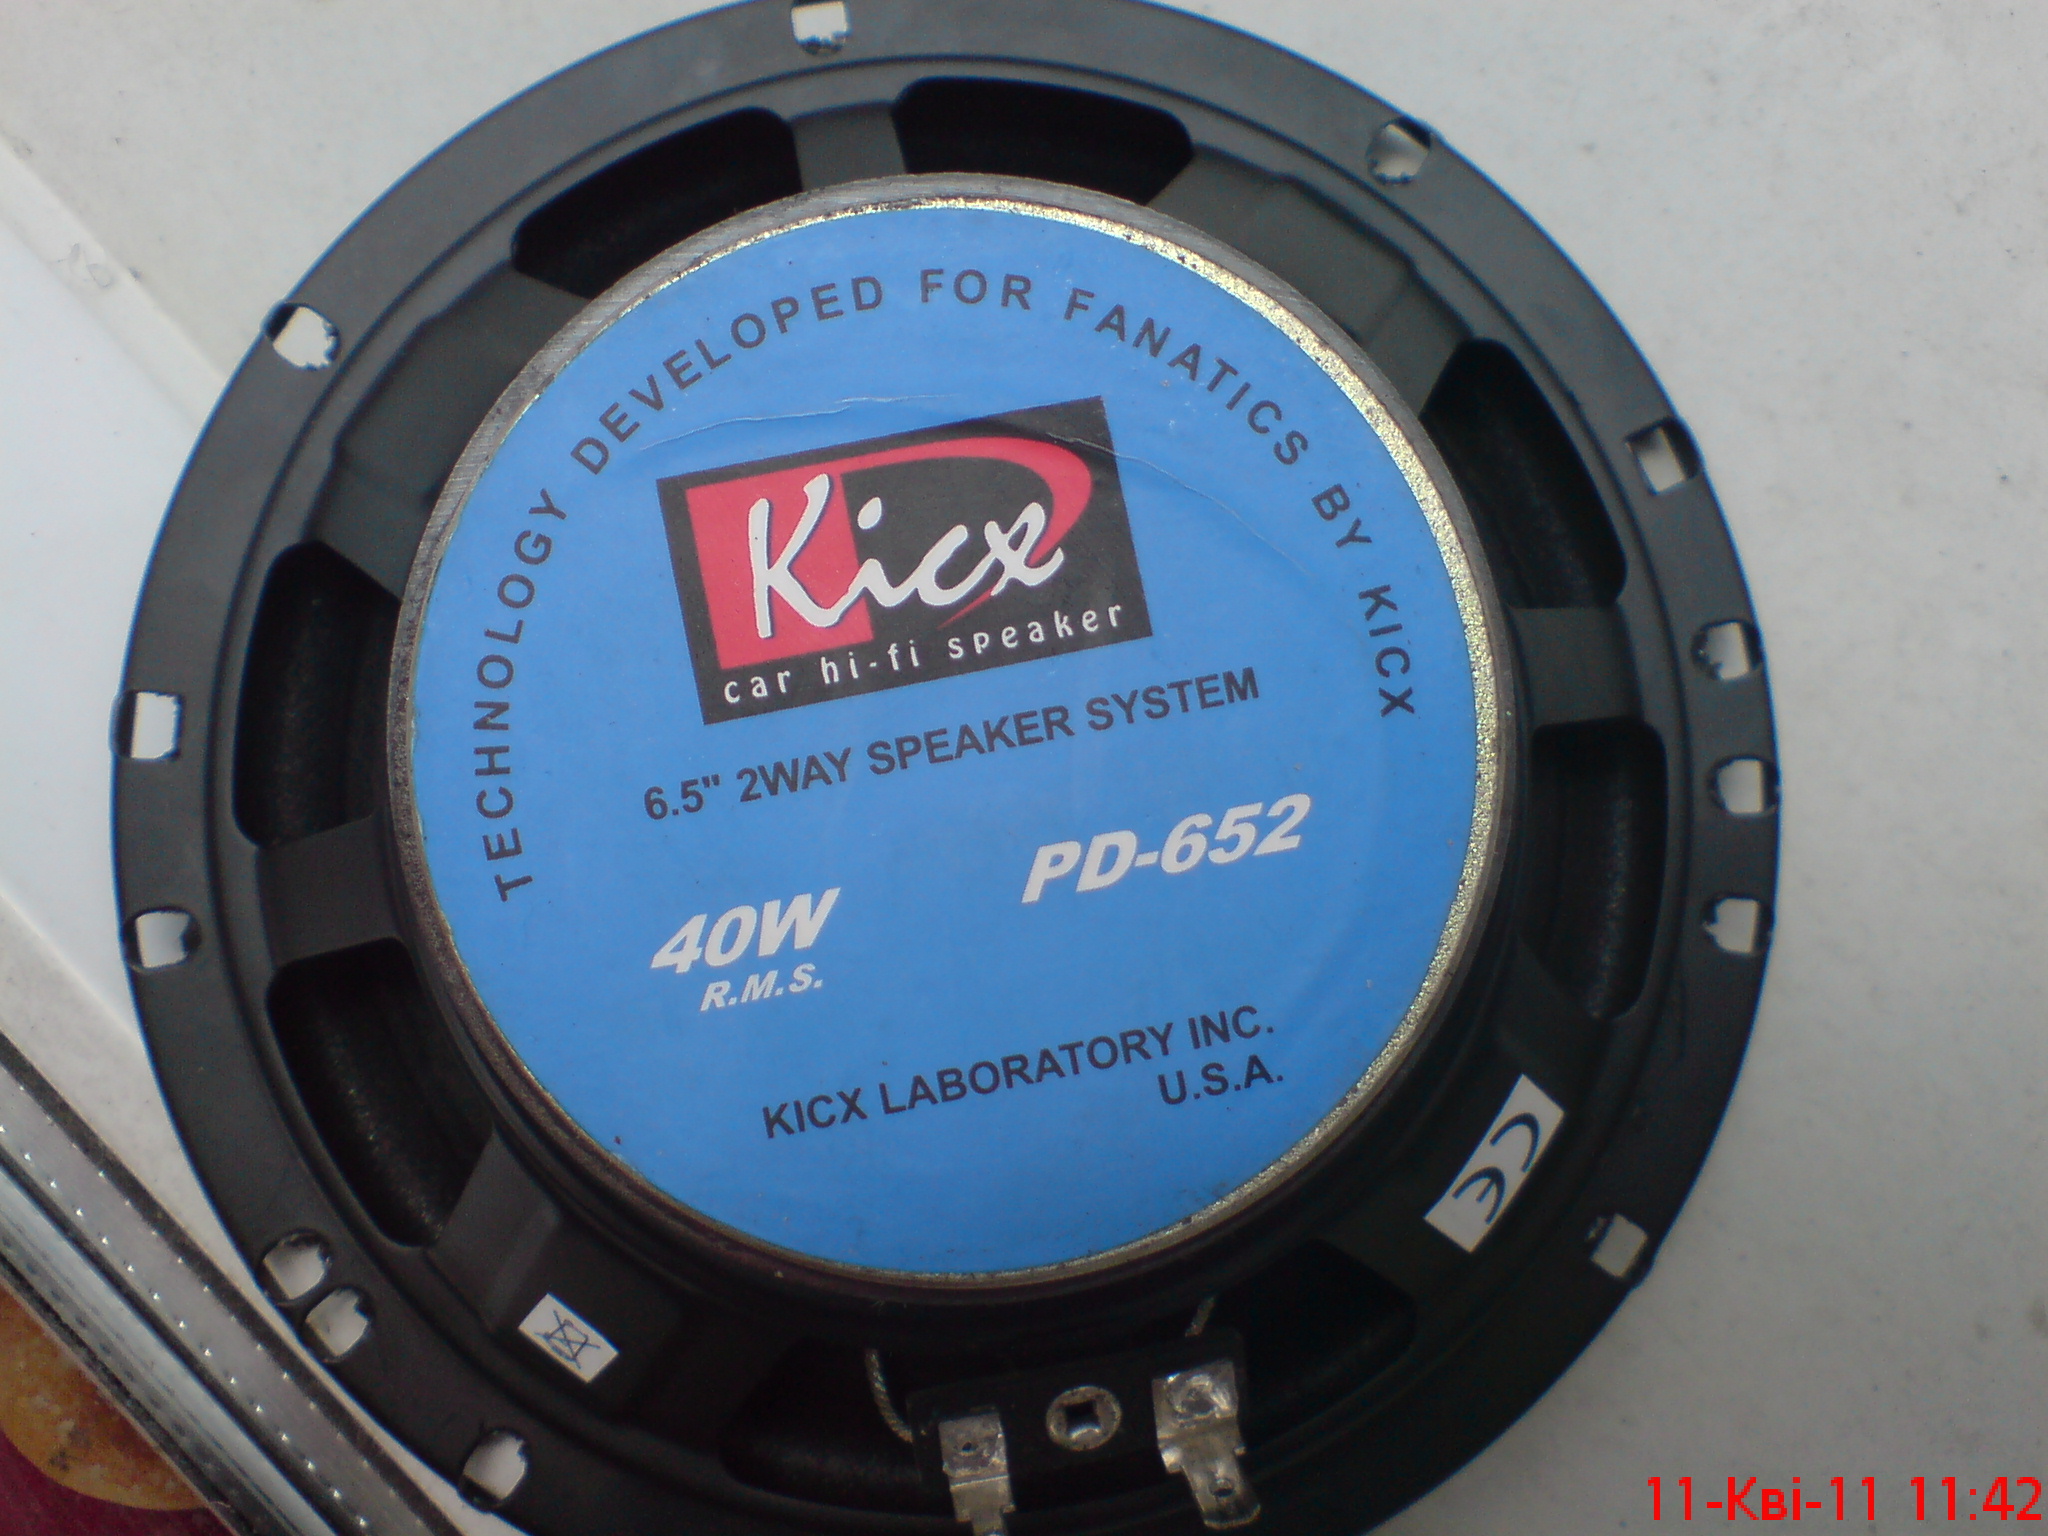 TECHNOLOGY DEVELOPED FOR FANATICS BY KICX
Kicx
car hi-fi speaker
6.5" 2WAY SPEAKER SYSTEM
PD-652
40W
R.M.S.
KICX LABORATORY INC.
U.S.A.
CE
11-Кві-11 11:42